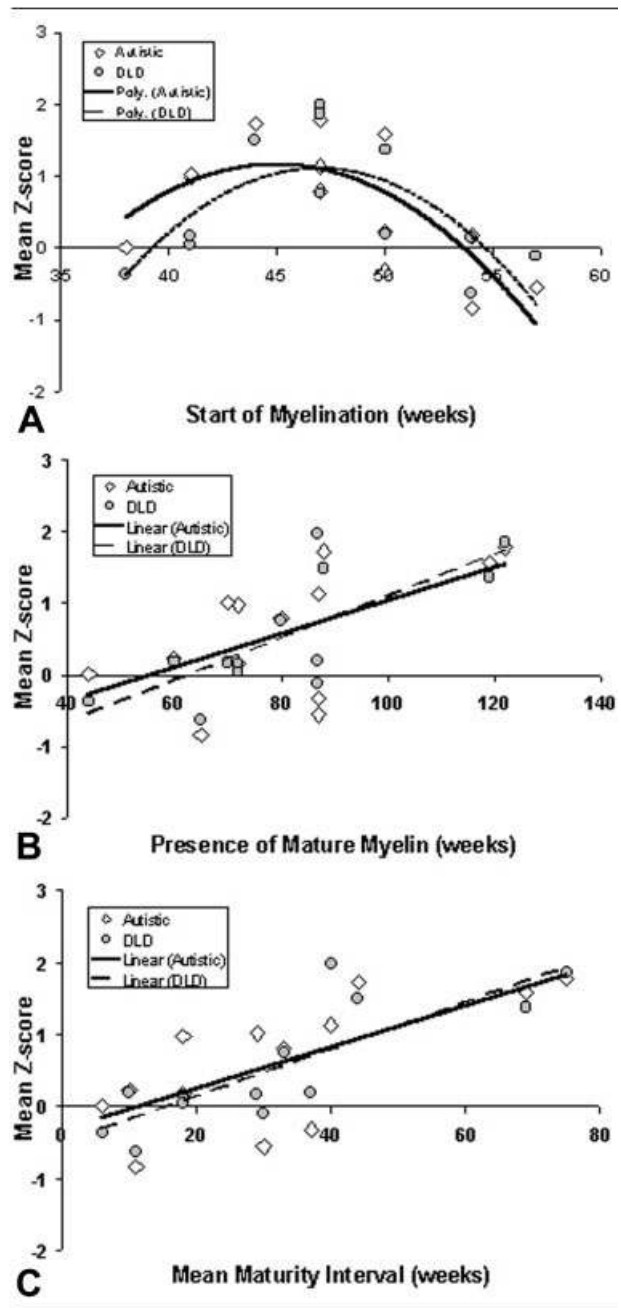 Autistic
DLD
Poly. (Autistic)
Poly. (DLD)
3
2
1
0
-1
-2
35
40
45
50
55
60
Mean Z-score
Start of Myelination (weeks)
A
Autistic
DLD
Linear (Autistic)
Linear (DLD)
3
2
1
0
-1
-2
40
60
80
100
120
140
Mean Z-score
Presence of Mature Myelin (weeks)
B
Autistic
DLD
Linear (Autistic)
Linear (DLD)
3
2
1
0
-1
-2
0
20
40
60
80
Mean Z-score
Mean Maturity Interval (weeks)
C